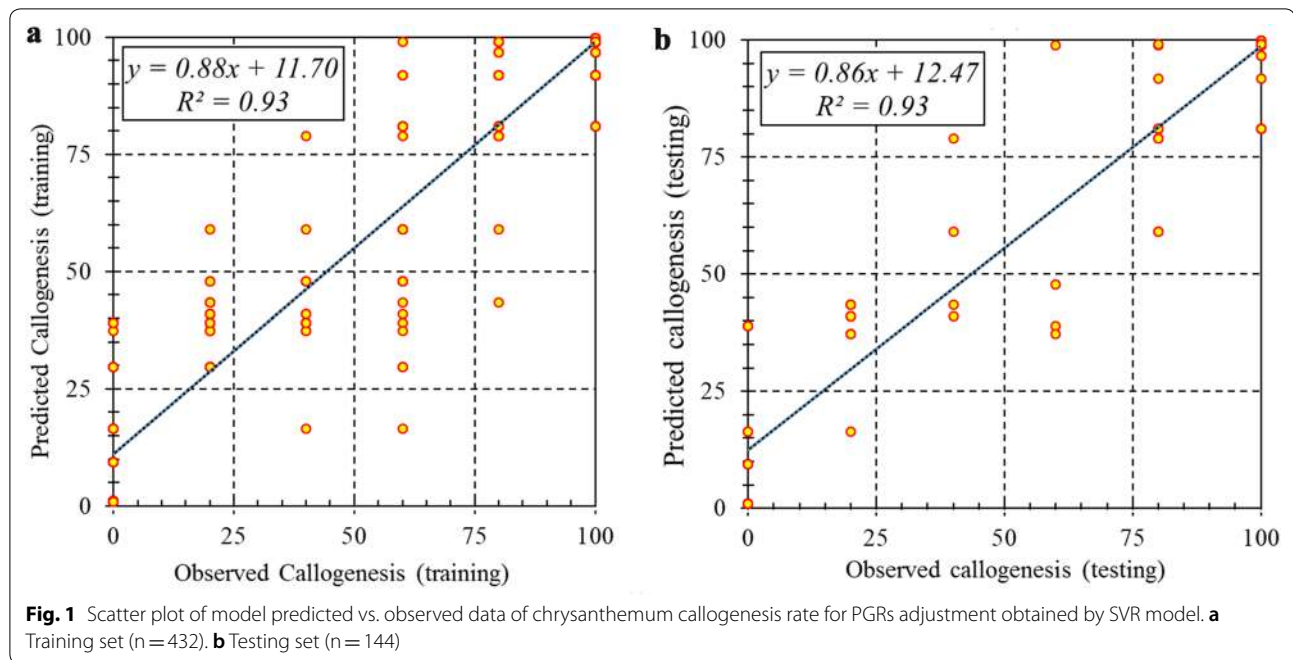 a
y = 0.88x + 11.70
R² = 0.93
Predicted Callogenesis (training)
100
75
50
25
0
0 25 50 75 100
Observed Callogenesis (training)
b
y = 0.86x + 12.47
R² = 0.93
Predicted callogenesis (testing)
100
75
50
25
0
0 25 50 75 100
Observed callogenesis (testing)
Fig. 1 Scatter plot of model predicted vs. observed data of chrysanthemum callogenesis rate for PGRs adjustment obtained by SVR model. a
Training set (n = 432). b Testing set (n = 144)